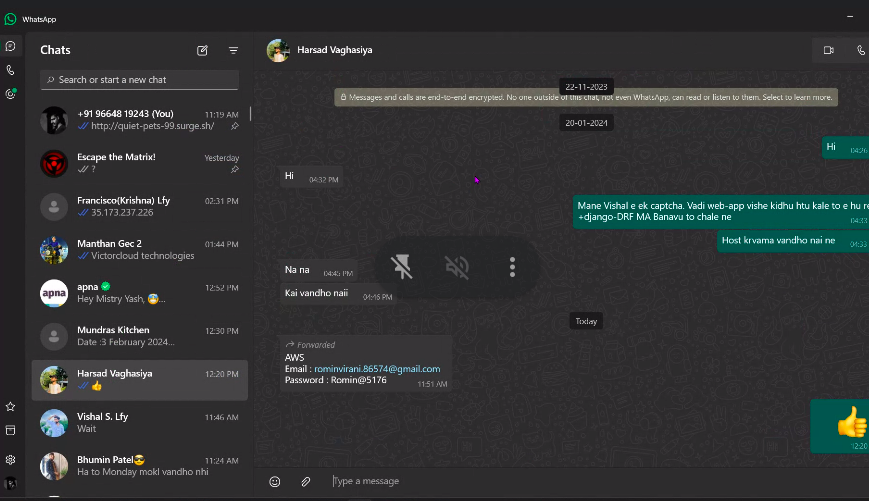 WhatsApp
Chats
Search or start a new chat
+91 96648 19243 (You)
11:19 AM
http://quiet-pets-99.surge.sh/
Escape the Matrix!
Yesterday
?
Francisco(Krishna) Lfy
02:31 PM
35.173.237.226
Manthan Gec 2
01:44 PM
Victorcloud technologies
apna
12:52 PM
Hey Mistry Yash, 😰...
Mundras Kitchen
12:30 PM
Date :3 February 2024...
Harsad Vaghasiya
12:20 PM
👍
Vishal S. Lfy
11:46 AM
Wait
Bhumin Patel😎
11:24 AM
Ha to Monday mokl vandho nhi
Harsad Vaghasiya
22-11-2023
Messages and calls are end-to-end encrypted. No one outside of this chat, not even WhatsApp, can read or listen to them. Select to learn more.
20-01-2024
Hi
04:26
Hi
04:32 PM
Mane Vishal e ek captcha. Vadi web-app vishe kidhu htu kale to e hu re
+django-DRF MA Banavu to chale ne
04:33
Host krvama vandho nai ne
04:33
Na na
04:45 PM
Kai vandho naii
04:46 PM
Today
Forwarded
AWS
Email : rominvirani.86574@gmail.com
Password : Romin@5176
11:51 AM
👍
12:20
Type a message